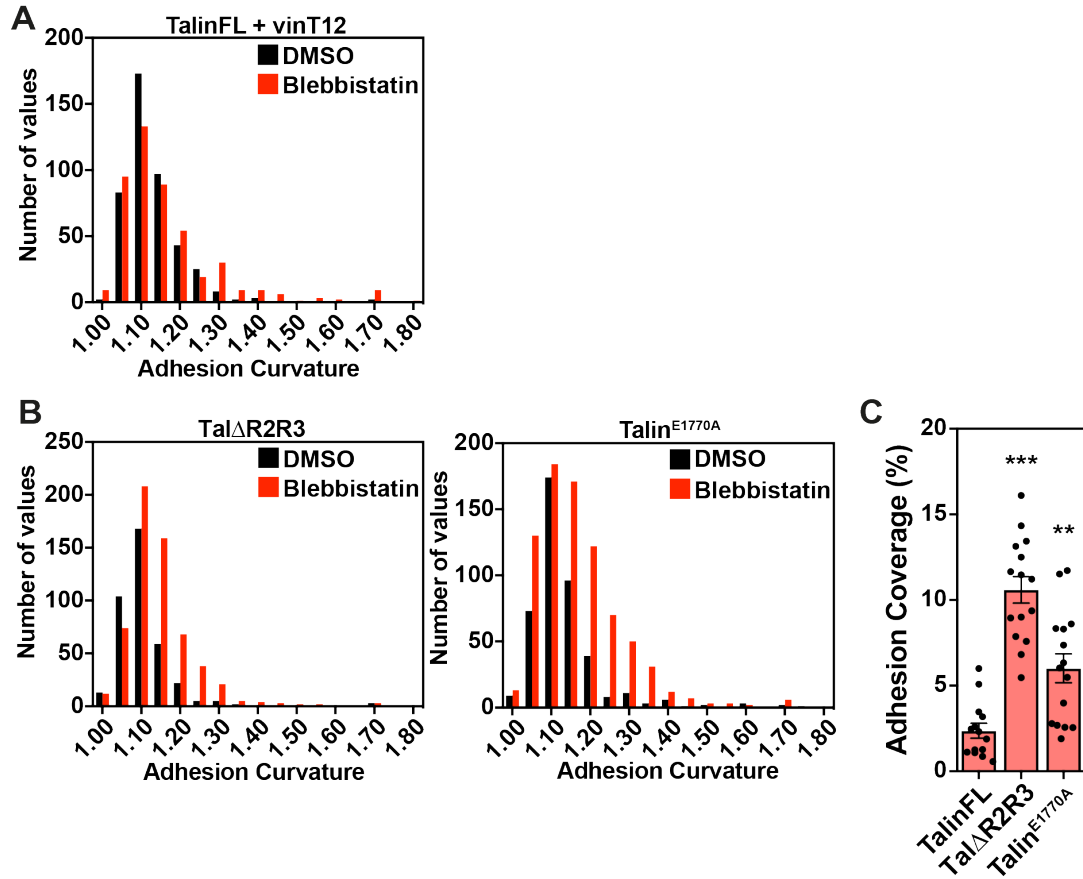 A
TalinFL + vinT12
DMSO
Blebbistatin
200
150
100
50
0
Number of values
1.00
1.10
1.20
1.30
1.40
1.50
1.60
1.70
1.80
Adhesion Curvature
B
TalΔR2R3
DMSO
Blebbistatin
250
200
150
100
50
0
Number of values
1.00
1.10
1.20
1.30
1.40
1.50
1.60
1.70
1.80
Adhesion Curvature
Talin^E1770A
DMSO
Blebbistatin
200
150
100
50
0
Number of values
1.00
1.10
1.20
1.30
1.40
1.50
1.60
1.70
1.80
Adhesion Curvature
C
20
15
10
5
0
Adhesion Coverage (%)
***
**
TalinFL
TalΔR2R3
Talin^E1770A